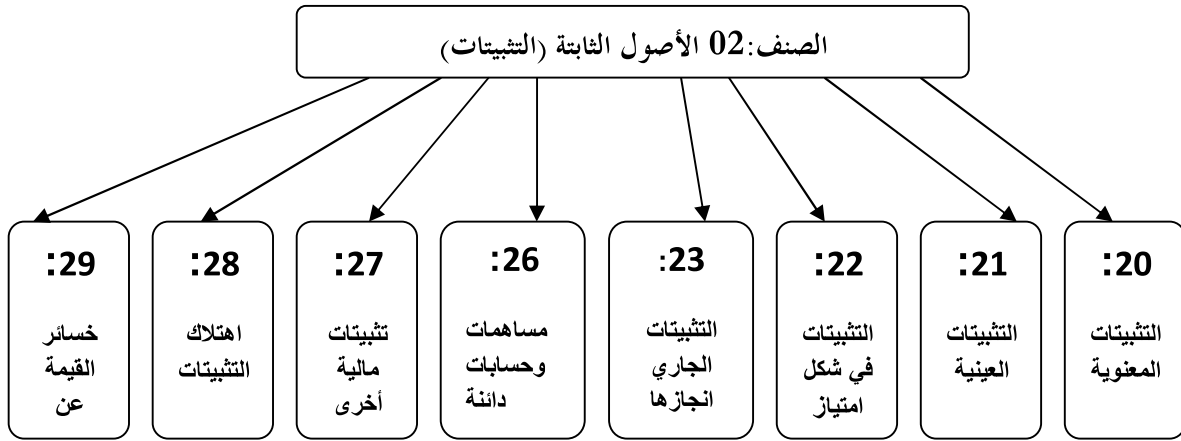 الصنف:02 الأصول الثابتة (التثبيتات)
20:
التثبيتات
المعنوية
21:
التثبيتات
العينية
22:
التثبيتات
في شكل
امتياز
23:
التثبيتات
الجاري
انجازها
26:
مساهمات
وحسابات
دائنة
27:
تثبيتات
مالية
أخرى
28:
اهتلاك
التثبيتات
29:
خسائر
القيمة
عن